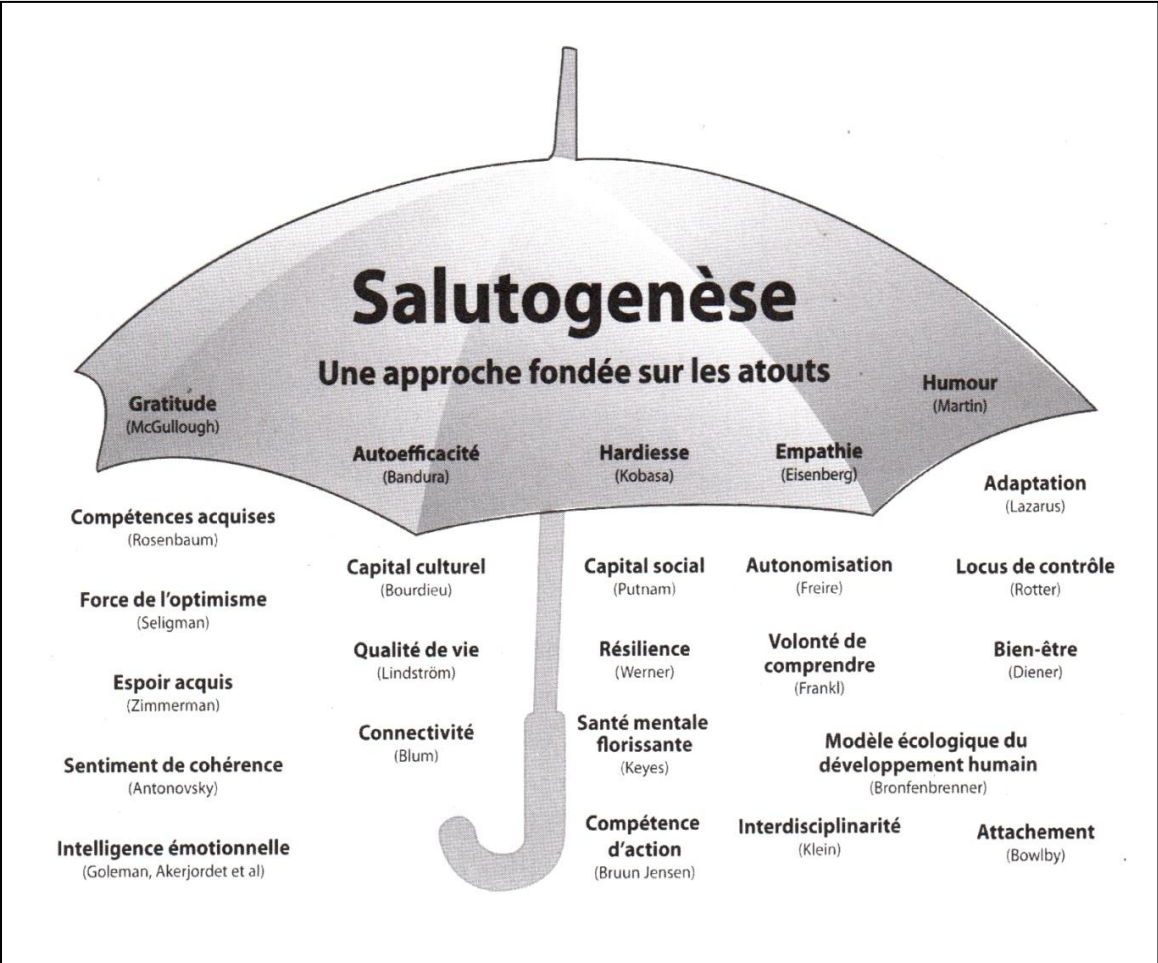 Salutogenèse
Une approche fondée sur les atouts
Gratitude
(McGullough)
Autoefficacité
(Bandura)
Hardiesse
(Kobasa)
Empathie
(Eisenberg)
Humour
(Martin)
Compétences acquises
(Rosenbaum)
Force de l'optimisme
(Seligman)
Espoir acquis
(Zimmerman)
Sentiment de cohérence
(Antonovsky)
Intelligence émotionnelle
(Goleman, Akerjordet et al)
Capital culturel
(Bourdieu)
Qualité de vie
(Lindström)
Connectivité
(Blum)
Capital social
(Putnam)
Résilience
(Werner)
Santé mentale
florissante
(Keyes)
Compétence
d'action
(Bruun Jensen)
Autonomisation
(Freire)
Volonté de
comprendre
(Frankl)
Adaptation
(Lazarus)
Locus de contrôle
(Rotter)
Bien-être
(Diener)
Modèle écologique du
développement humain
(Bronfenbrenner)
Interdisciplinarité
(Klein)
Attachement
(Bowlby)